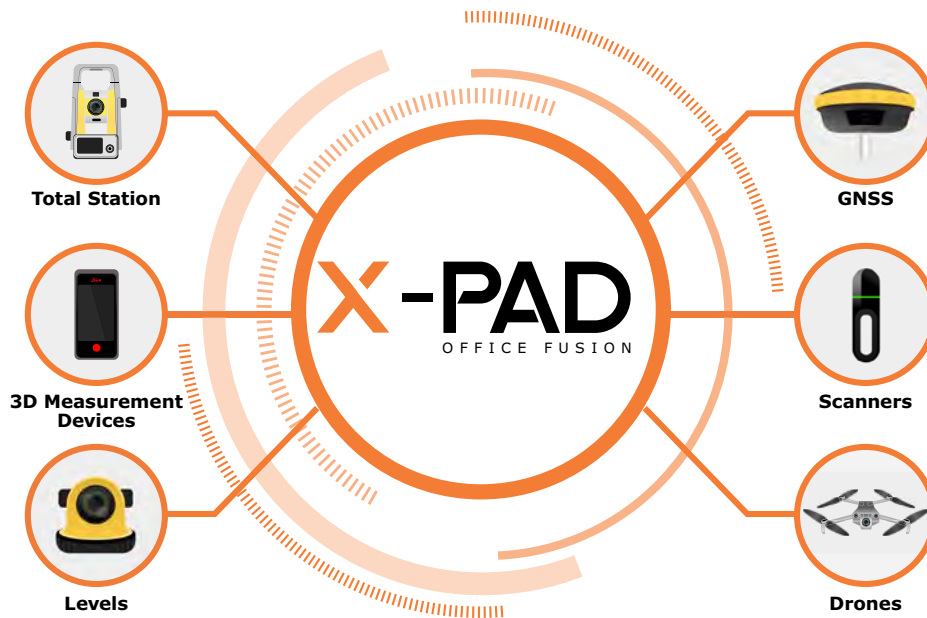 Total Station
GNSS
X-PAD
OFFICE FUSION
3D Measurement
Devices
Scanners
Levels
Drones